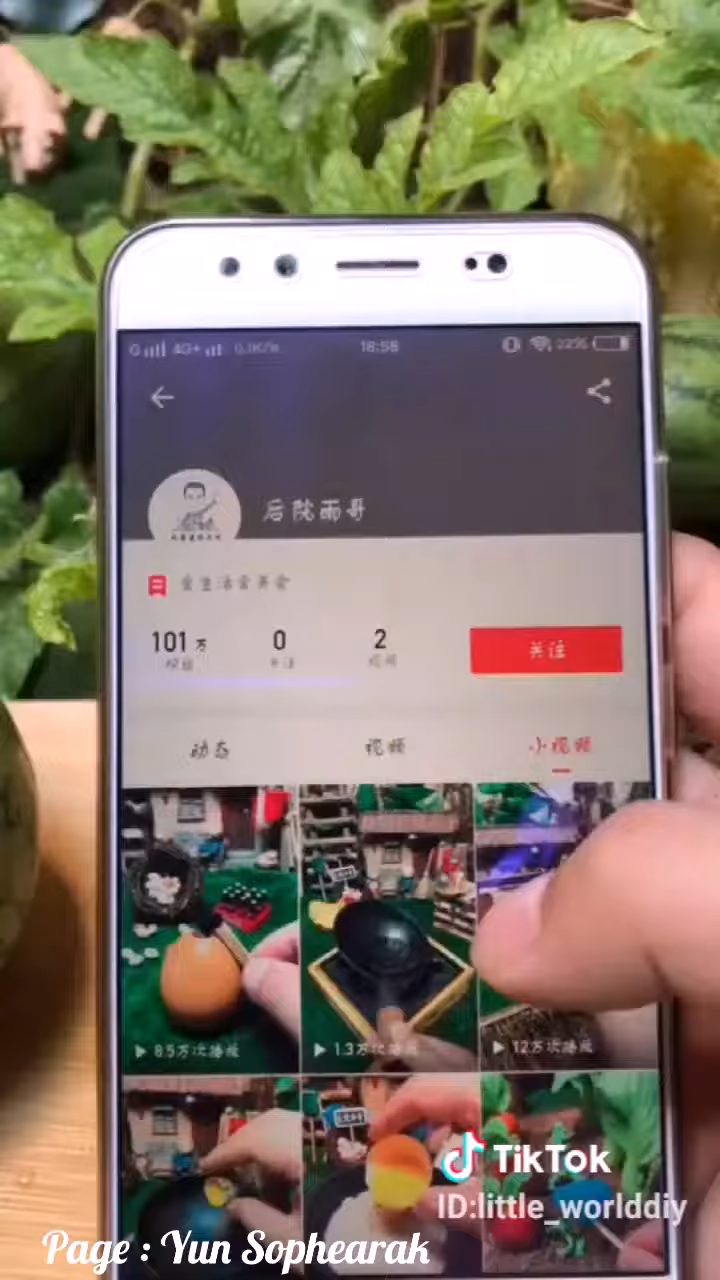 4G+
18:58
22%
后院雨哥
101万
0
2
关注
动态
视频
小视频
8.5万次播放
1.3万次播放
12万次播放
TikTok
ID:little_worlddiy
Page : Yun Sophearak